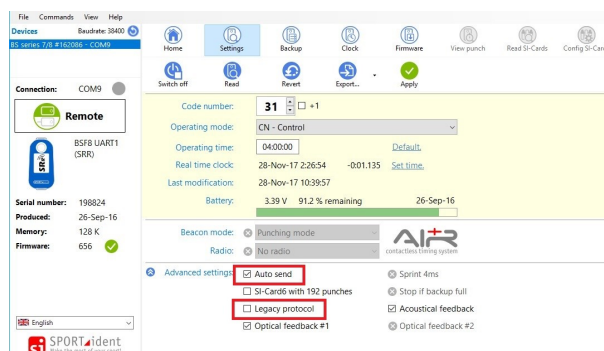 File Commands View Help
Devices Baudrate: 38400
BS series 7/8 #162086 - COM9
Home Settings Backup Clock Firmware View punch Read SI-Cards Config SI-Car
Switch off Read Revert Export... Apply
Connection: COM9
Remote
BSF8 UART1
(SRR)
SRR
Serial number: 198824
Produced: 26-Sep-16
Memory: 128 K
Firmware: 656
English
SPORTident
Code number: 31 +1
Operating mode: CN - Control
Operating time: 04:00:00 Default.
Real time clock: 28-Nov-17 2:26:54 -0:01.135 Set time.
Last modification: 28-Nov-17 10:39:57
Battery: 3.39 V 91.2 % remaining 26-Sep-16
Beacon mode: Punching mode
Radio: No radio
AIR+
contactless timing system
Advanced settings: Auto send Sprint 4ms
SI-Card6 with 192 punches Stop if backup full
Legacy protocol Acoustical feedback
Optical feedback #1 Optical feedback #2